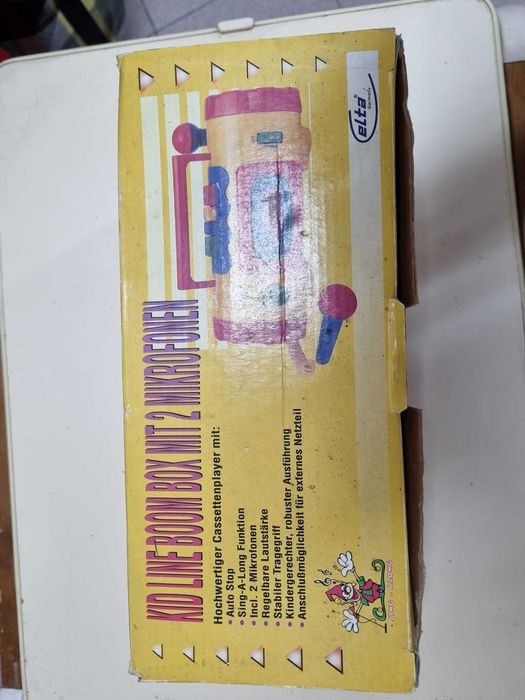 KID LINE BOOM BOX MIT 2 MIKROFONEN
Hochwertiger Cassettenplayer mit:
• Auto Stop
• Sing-A-Long Funktion
• Incl. 2 Mikrofonen
• Regelbare Lautstärke
• Stabiler Tragegriff
• Kindergerechter, robuster Ausführung
• Anschlußmöglichkeit für externes Netzteil
elta®
Germany